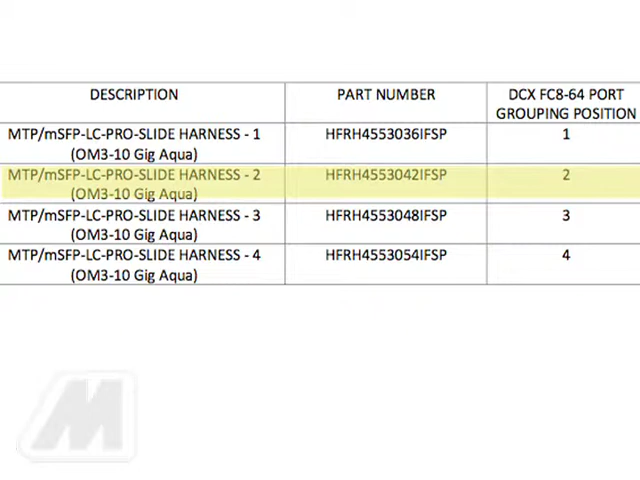 DESCRIPTION PART NUMBER DCX FC8-64 PORT
GROUPING POSITION
MTP/mSFP-LC-PRO-SLIDE HARNESS - 1 HFRH4553036IFSP 1
(OM3-10 Gig Aqua)
MTP/mSFP-LC-PRO-SLIDE HARNESS - 2 HFRH4553042IFSP 2
(OM3-10 Gig Aqua)
MTP/mSFP-LC-PRO-SLIDE HARNESS - 3 HFRH4553048IFSP 3
(OM3-10 Gig Aqua)
MTP/mSFP-LC-PRO-SLIDE HARNESS - 4 HFRH4553054IFSP 4
(OM3-10 Gig Aqua)
M